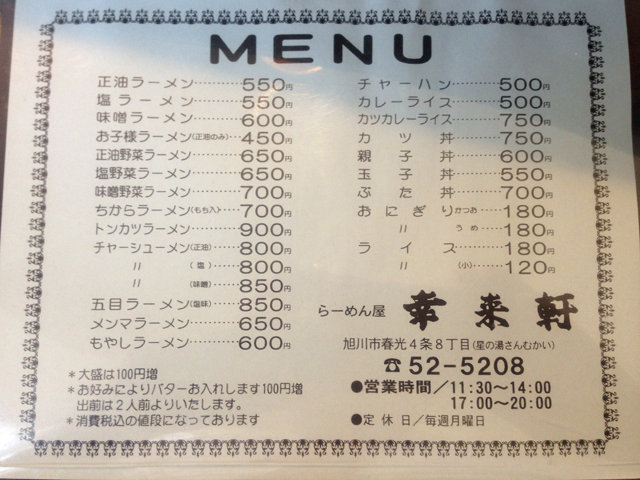 MENU
正油ラーメン………550円
塩ラーメン…………550円
味噌ラーメン………600円
お子様ラーメン(正油のみ)…450円
正油野菜ラーメン……650円
塩野菜ラーメン………650円
味噌野菜ラーメン……700円
ちからラーメン(もち入)…700円
トンカツラーメン……900円
チャーシューメン(正油)…800円
〃 (塩)…800円
〃 (味噌)…850円
五目ラーメン(塩味)…850円
メンマラーメン………650円
もやしラーメン………600円
＊大盛は100円増
＊お好みによりバターお入れします100円増
出前は２人前よりいたします。
＊消費税込の値段になっております
チャーハン………500円
カレーライス………500円
カツカレーライス……750円
カツ丼………750円
親子丼………600円
玉子丼………550円
ぶた丼………700円
おにぎりかつお…180円
〃 うめ…180円
ライス………180円
〃 (小)…120円
らーめん屋 幸来軒
旭川市春光４条８丁目(星の湯さんむかい)
☎52-5208
●営業時間／11:30〜14:00
17:00〜20:00
●定休日／毎週月曜日